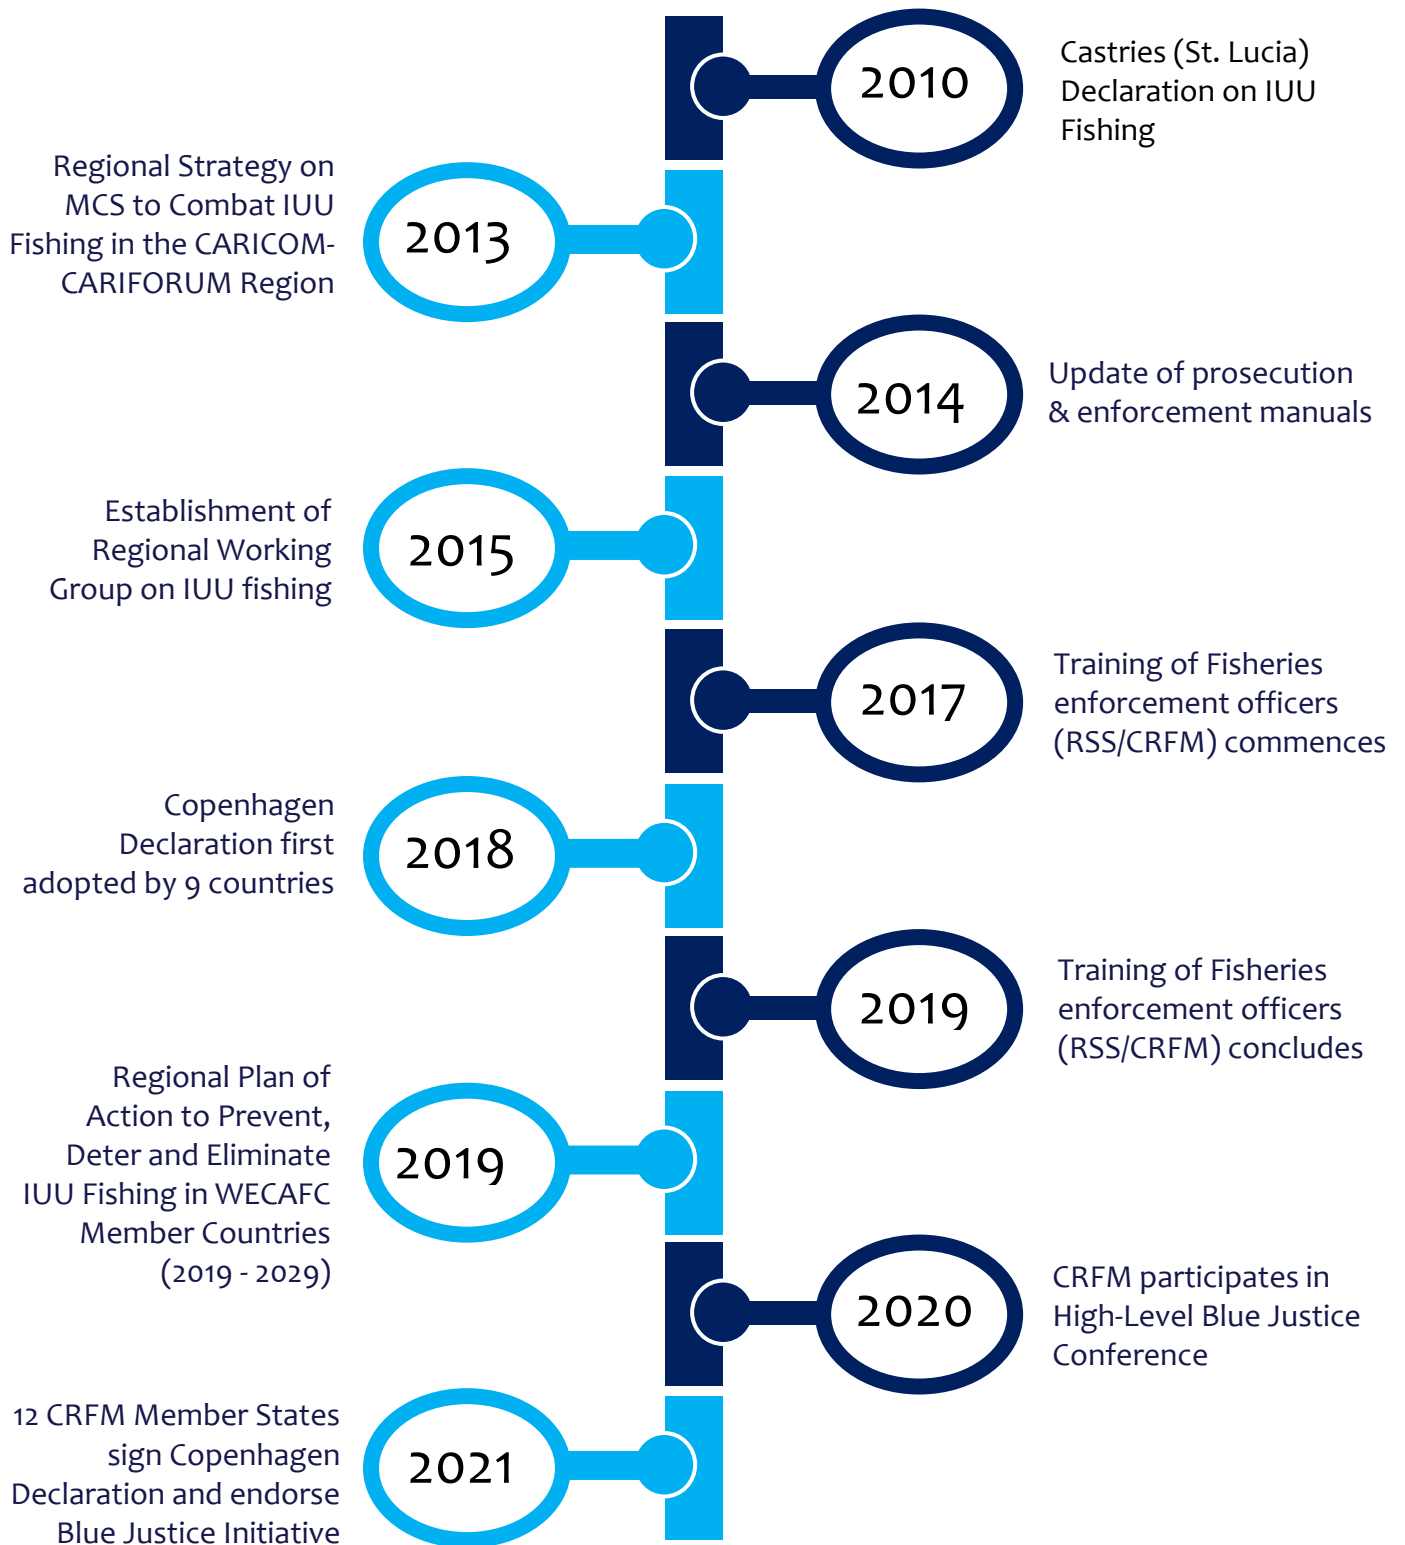 2010
Castries (St. Lucia)
Declaration on IUU
Fishing
Regional Strategy on
MCS to Combat IUU
Fishing in the CARICOM-
CARIFORUM Region
2013
2014
Update of prosecution
& enforcement manuals
Establishment of
Regional Working
Group on IUU fishing
2015
2017
Training of Fisheries
enforcement officers
(RSS/CRFM) commences
Copenhagen
Declaration first
adopted by 9 countries
2018
2019
Training of Fisheries
enforcement officers
(RSS/CRFM) concludes
Regional Plan of
Action to Prevent,
Deter and Eliminate
IUU Fishing in WECAFC
Member Countries
(2019 - 2029)
2019
2020
CRFM participates in
High-Level Blue Justice
Conference
12 CRFM Member States
sign Copenhagen
Declaration and endorse
Blue Justice Initiative
2021